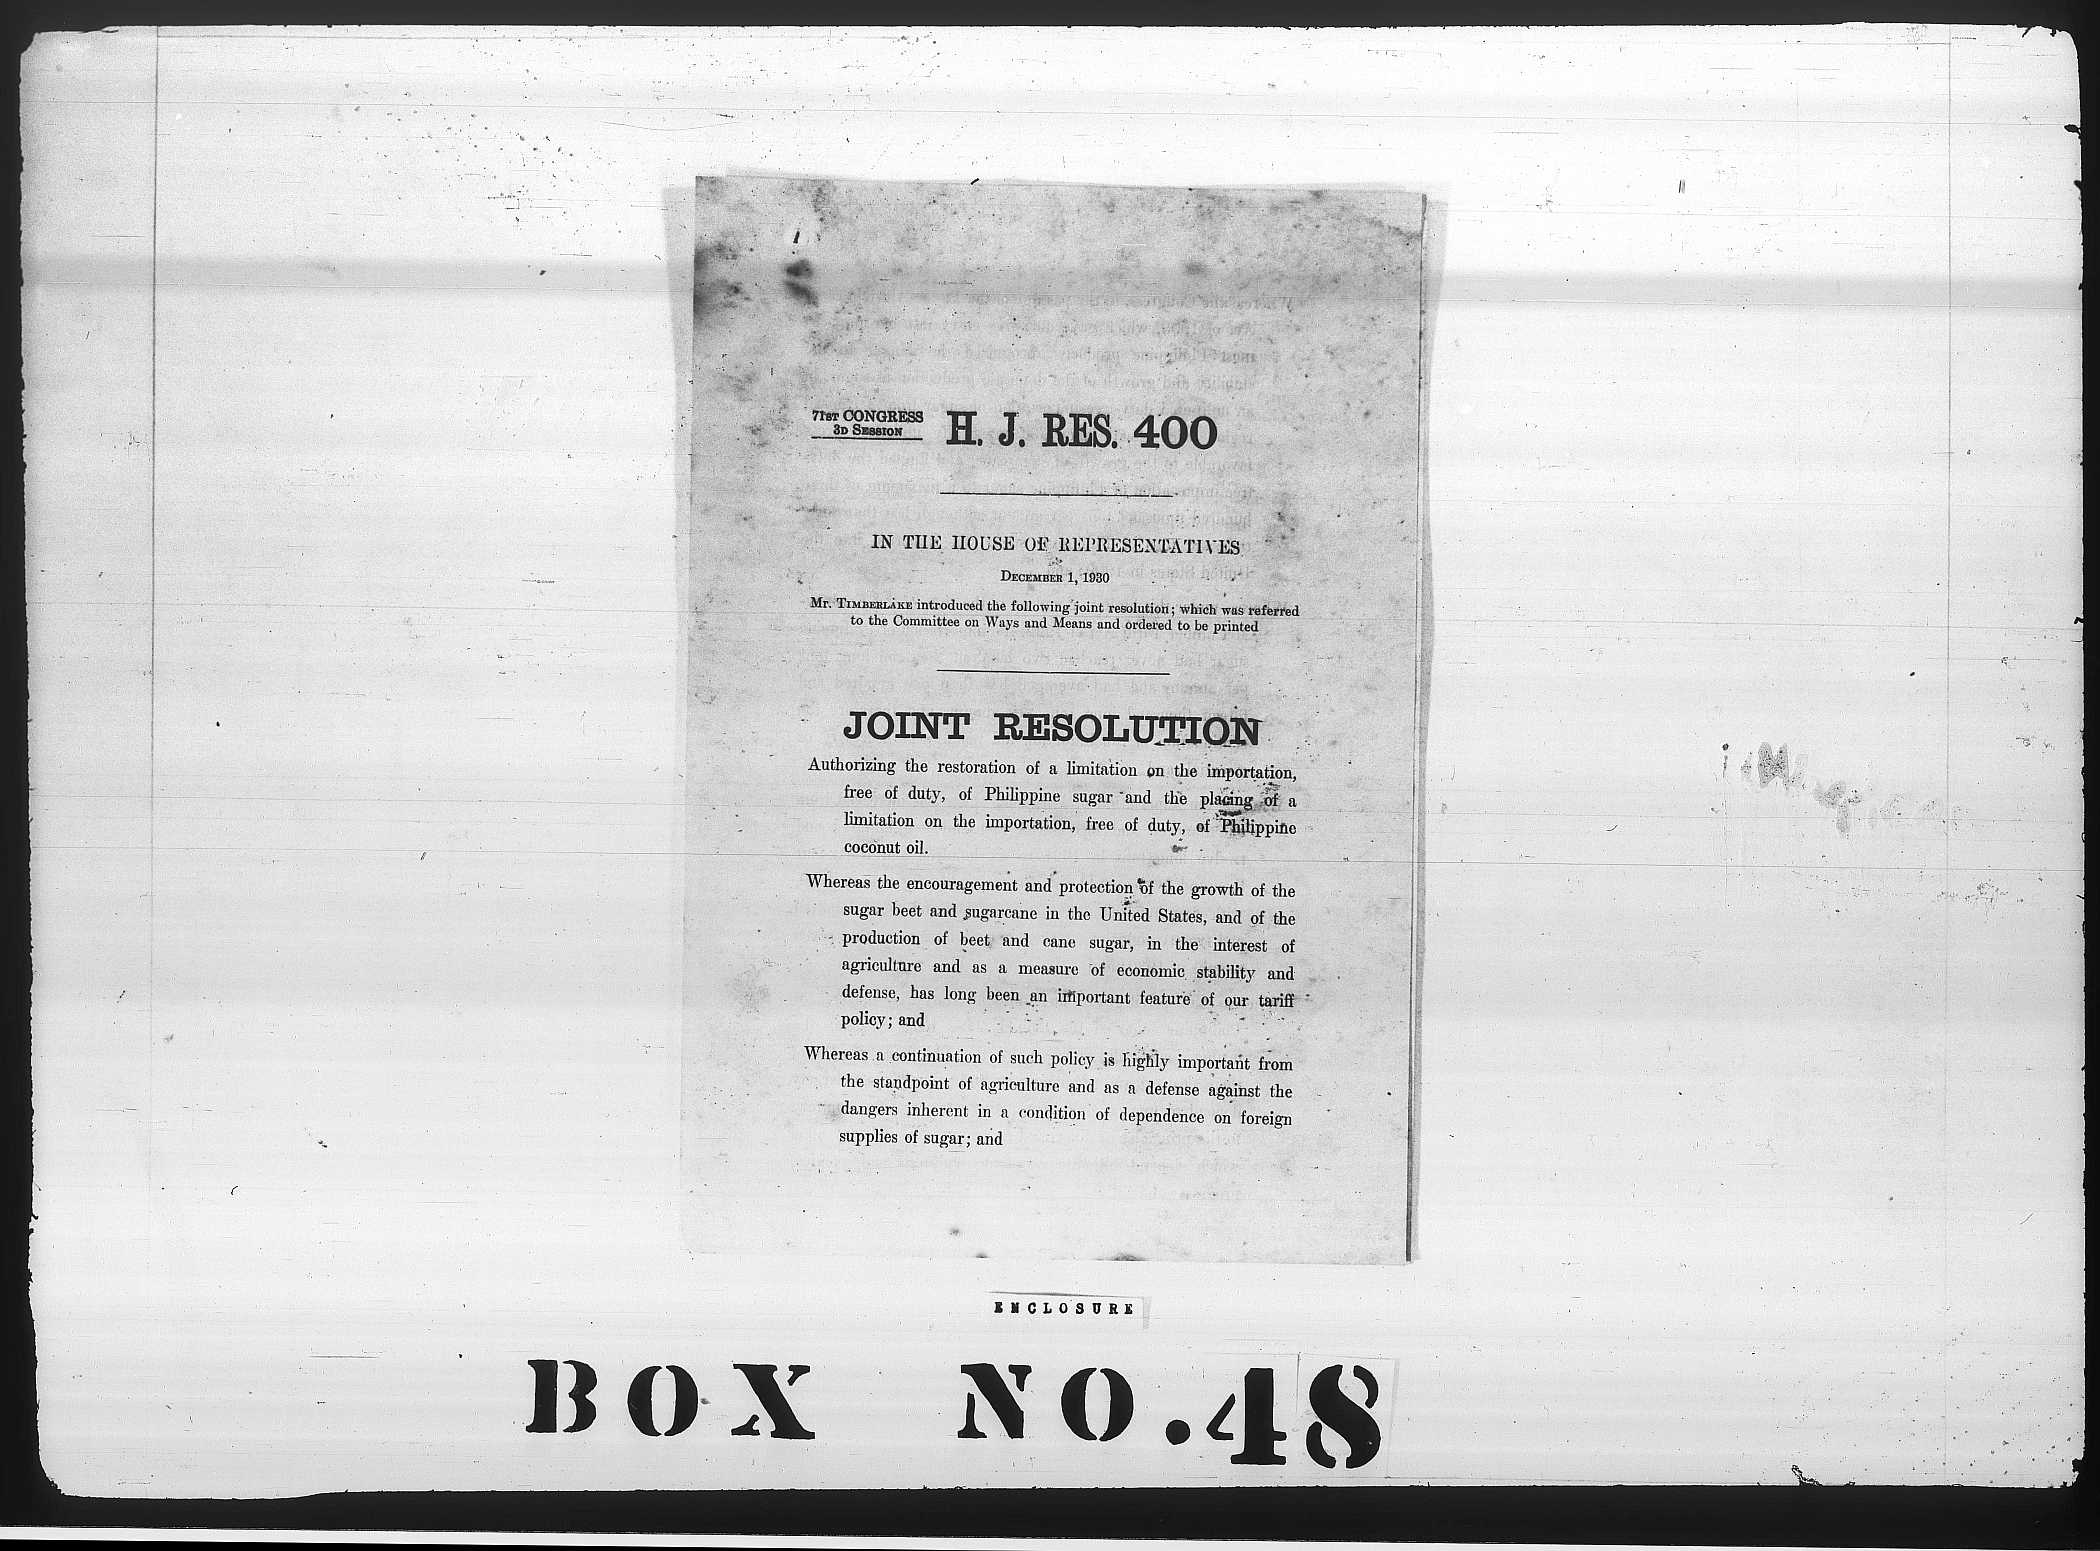 71ST CONGRESS
3D SESSION
H. J. RES. 400
IN THE HOUSE OF REPRESENTATIVES
DECEMBER 1, 1930
Mr. TIMBERLAKE introduced the following joint resolution; which was referred
to the Committee on Ways and Means and ordered to be printed
JOINT RESOLUTION
Authorizing the restoration of a limitation on the importation,
free of duty, of Philippine sugar and the placing of a
limitation on the importation, free of duty, of Philippine
coconut oil.
Whereas the encouragement and protection of the growth of the
sugar beet and sugarcane in the United States, and of the
production of beet and cane sugar, in the interest of
agriculture and as a measure of economic stability and
defense, has long been an important feature of our tariff
policy; and
Whereas a continuation of such policy is highly important from
the standpoint of agriculture and as a defense against the
dangers inherent in a condition of dependence on foreign
supplies of sugar; and
ENCLOSURE
BOX NO. 48